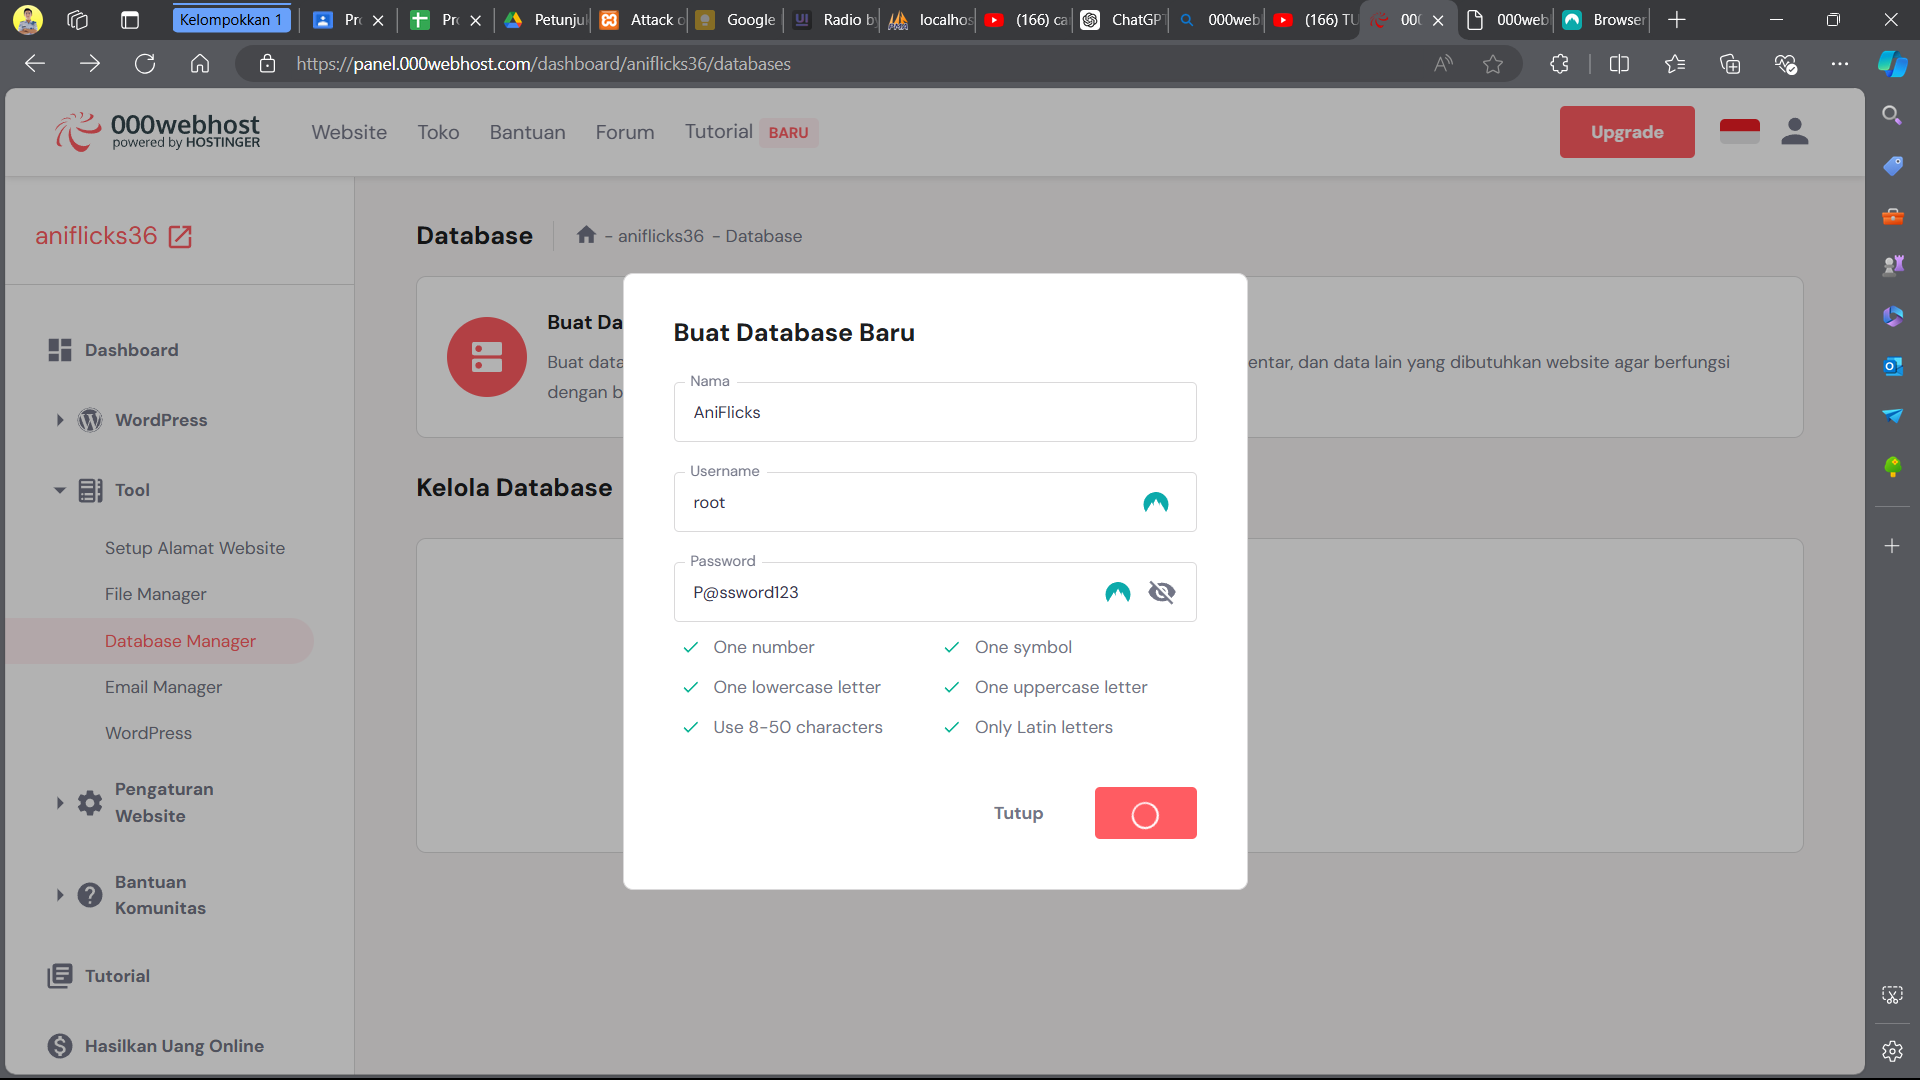 Kelompokkan 1
Pr
Pr
Petunju
Attack o
Google
Radio b
localhos
(166) ca
ChatGP
000web
(166) TU
00
000web
Browser
https://panel.000webhost.com/dashboard/aniflicks36/databases
000webhost
powered by HOSTINGER
Website
Toko
Bantuan
Forum
Tutorial
BARU
Upgrade
aniflicks36
Database
- aniflicks36 - Database
Dashboard
WordPress
Tool
Setup Alamat Website
File Manager
Database Manager
Email Manager
WordPress
Pengaturan
Website
Bantuan
Komunitas
Tutorial
Hasilkan Uang Online
Buat Da
Buat data
entar, dan data lain yang dibutuhkan website agar berfungsi
dengan b
Kelola Database
Buat Database Baru
Nama
AniFlicks
Username
root
Password
P@ssword123
One number
One symbol
One lowercase letter
One uppercase letter
Use 8-50 characters
Only Latin letters
Tutup